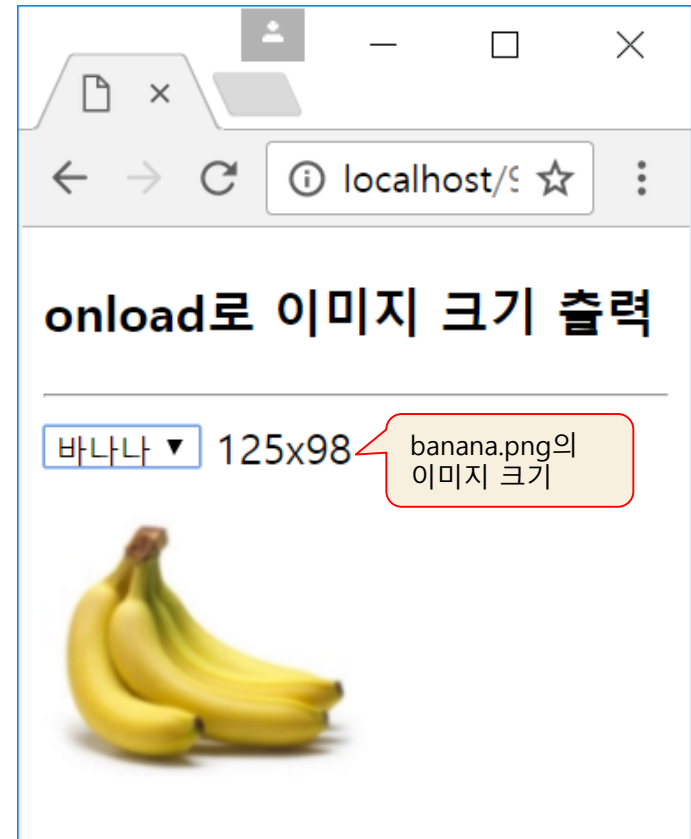 localhost/9
onload로 이미지 크기 출력
바나나 ▼ 125x98
banana.png의
이미지 크기